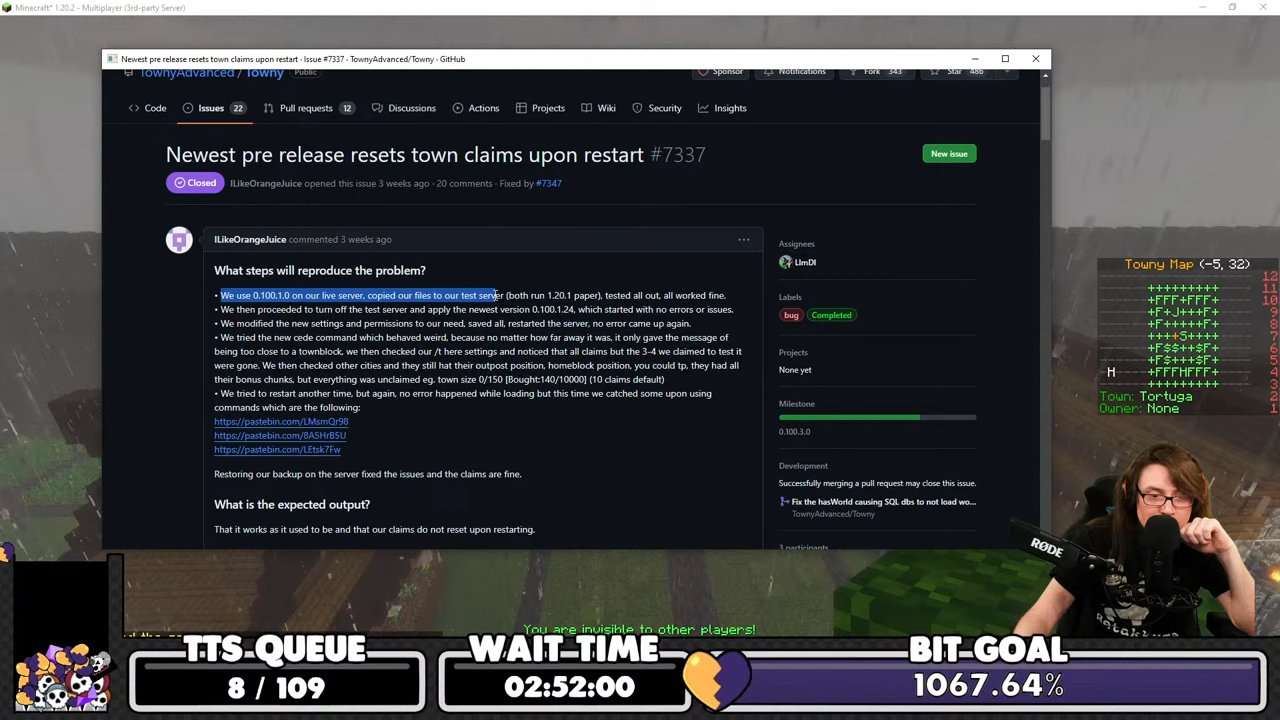 Minecraft* 1.20.2 - Multiplayer (3rd-party Server)
Newest pre release resets town claims upon restart · Issue #7337 · TownyAdvanced/Towny - GitHub
TownyAdvanced / Towny Public
Sponsor Notifications Fork 343 Star 486
Code Issues 22 Pull requests 12 Discussions Actions Projects Wiki Security Insights
Newest pre release resets town claims upon restart #7337
New issue
Closed ILikeOrangeJuice opened this issue 3 weeks ago · 20 comments · Fixed by #7347
ILikeOrangeJuice commented 3 weeks ago
What steps will reproduce the problem?
• We use 0.100.1.0 on our live server, copied our files to our test server (both run 1.20.1 paper), tested all out, all worked fine.
• We then proceeded to turn off the test server and apply the newest version 0.100.1.24, which started with no errors or issues.
• We modified the new settings and permissions to our need, saved all, restarted the server, no error came up again.
• We tried the new cede command which behaved weird, because no matter how far away it was, it only gave the message of
being too close to a townblock, we then checked our /t here settings and noticed that all claims but the 3-4 we claimed to test it
were gone. We then checked other cities and they still hat their outpost position, homeblock position, you could tp, they had all
their bonus chunks, but everything was unclaimed eg. town size 0/150 [Bought:140/10000] (10 claims default)
• We tried to restart another time, but again, no error happened while loading but this time we catched some upon using
commands which are the following:
https://pastebin.com/LMsmQr98
https://pastebin.com/8A5HrB5U
https://pastebin.com/LEtsk7Fw
Restoring our backup on the server fixed the issues and the claims are fine.
What is the expected output?
That it works as it used to be and that our claims do not reset upon restarting.
Assignees
LlmDl
Labels
bug Completed
Projects
None yet
Milestone
0.100.3.0
Development
Successfully merging a pull request may close this issue.
Fix the hasWorld causing SQL dbs to not load wo...
TownyAdvanced/Towny
3 participants
Towny Map (-5, 32)
+++++++++ 12
+FFF+FFF+ 11
+F+++J++F+ 10
+F+++++F+ 9
++++++S++ 7
+F$$+++$F+ 6
+F$+++++F+ 5
H +FFFHFFF+ 4
+++++++++ 3
Town: Tortuga 2
Owner: None 1
RØDE
You are invisible to other players!
TTS QUEUE
8 / 109
WAIT TIME
02:52:00
BIT GOAL
1067.64%